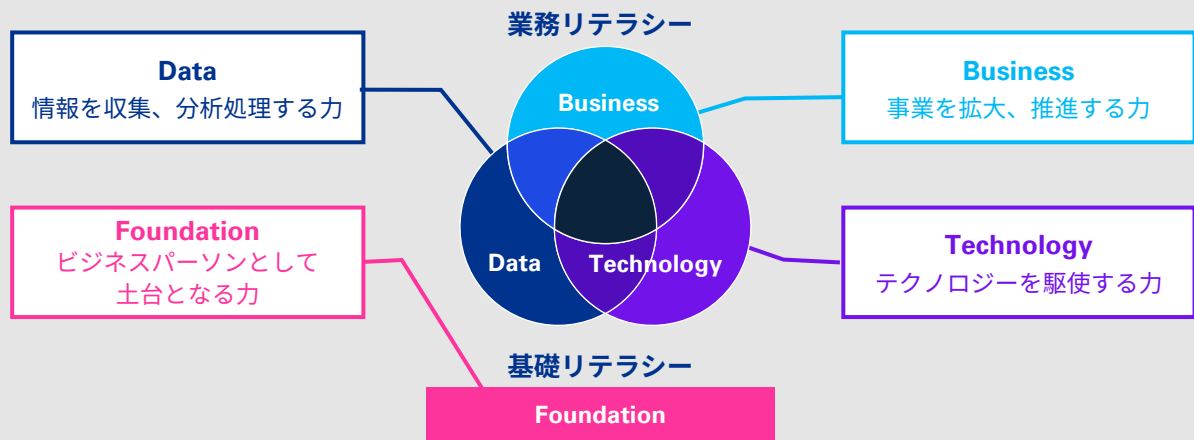 業務リテラシー
Data
情報を収集、分析処理する力
Business
事業を拡大、推進する力
Business
Foundation
ビジネスパーソンとして
土台となる力
Data
Technology
Technology
テクノロジーを駆使する力
基礎リテラシー
Foundation